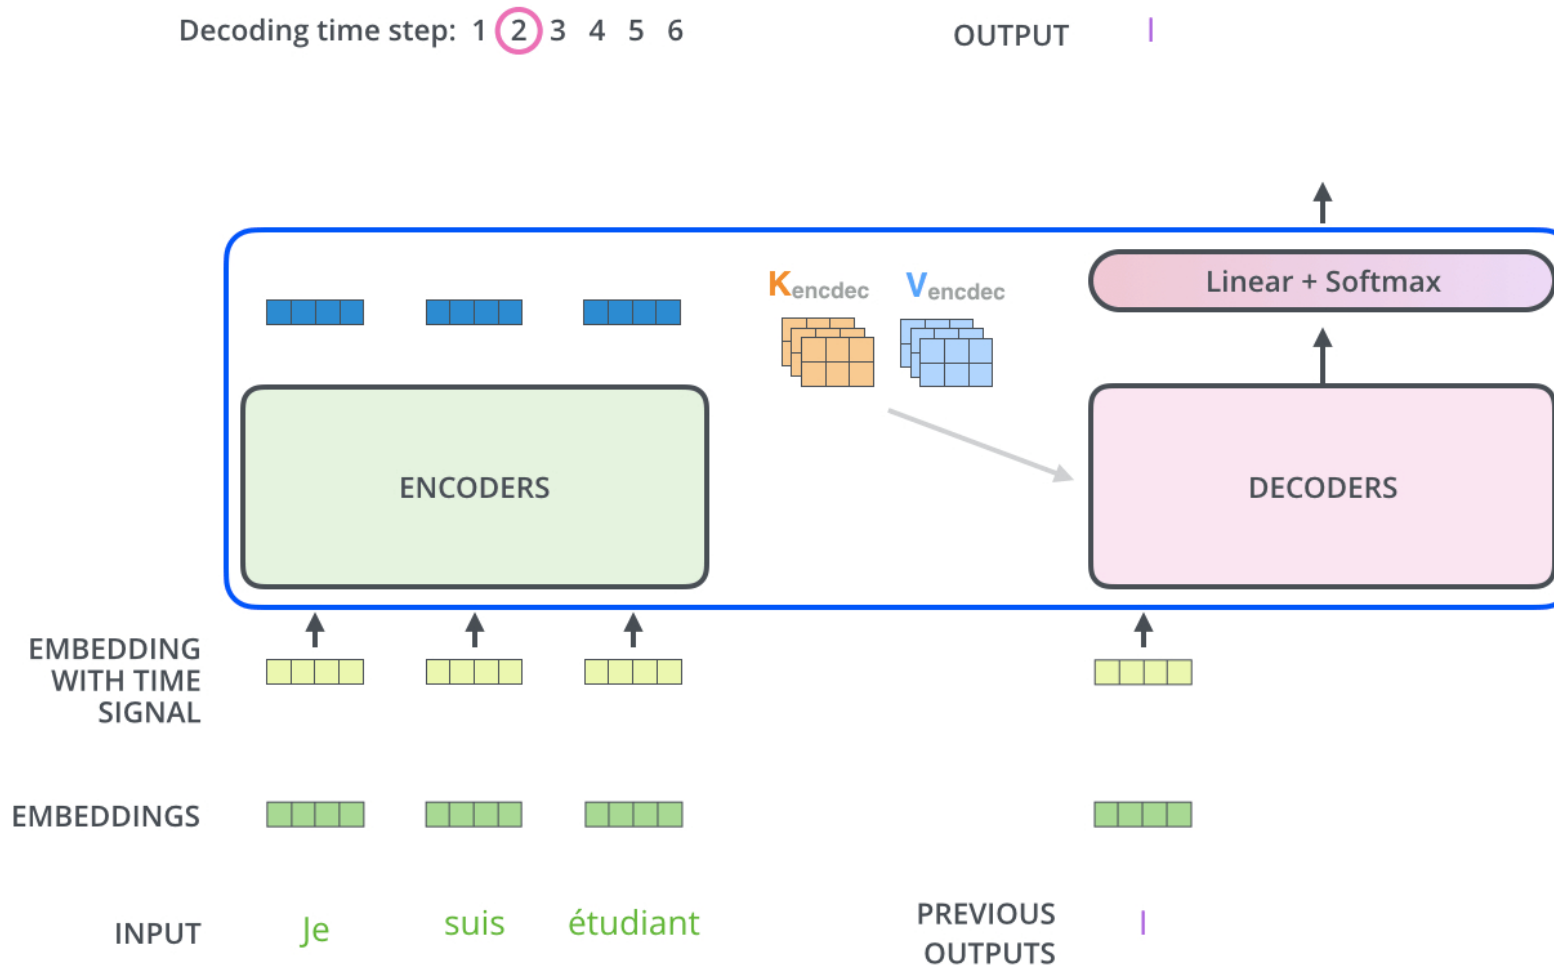 Decoding time step: 1 2 3 4 5 6
OUTPUT I
Kencdec Vencdec
Linear + Softmax
ENCODERS
DECODERS
EMBEDDING
WITH TIME
SIGNAL
EMBEDDINGS
INPUT Je suis étudiant
PREVIOUS
OUTPUTS
I